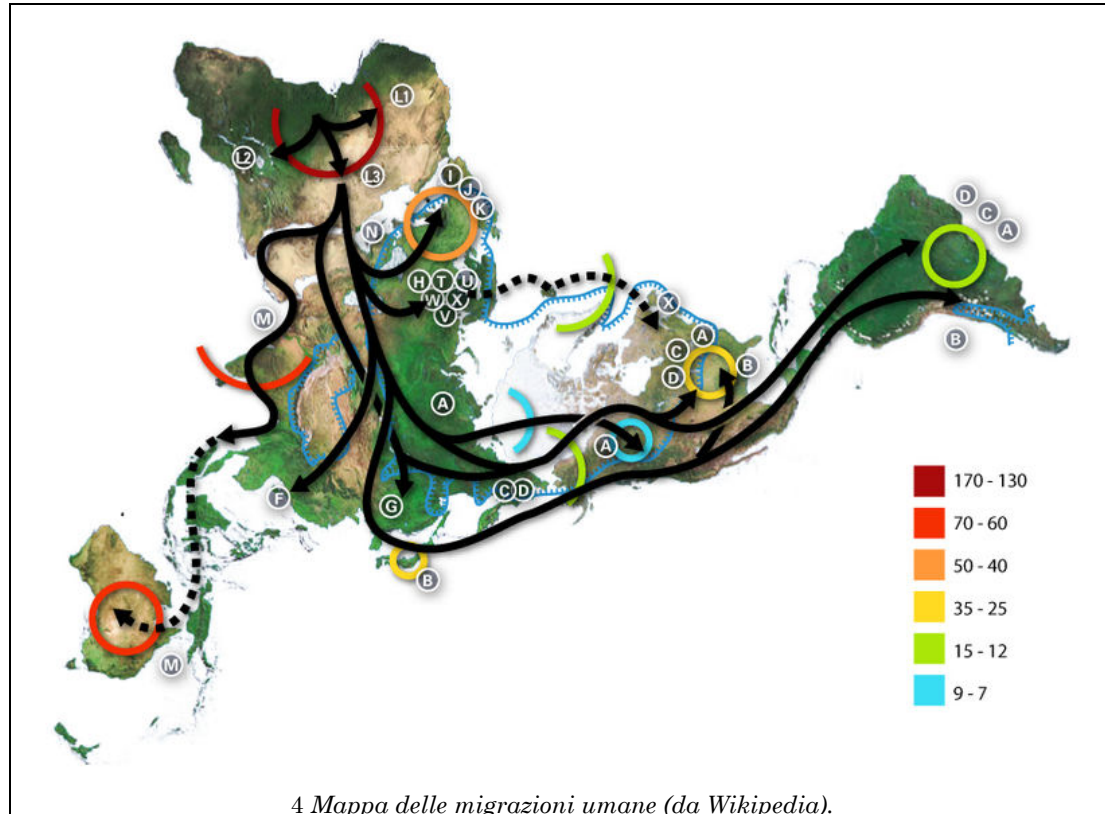 L1
L2
L3
I
J
K
N
H T U
W X
V
M
D
C
A
X
A
C
B
D
B
A
A
F
G
C D
B
M
170 - 130
70 - 60
50 - 40
35 - 25
15 - 12
9 - 7
4 Mappa delle migrazioni umane (da Wikipedia).